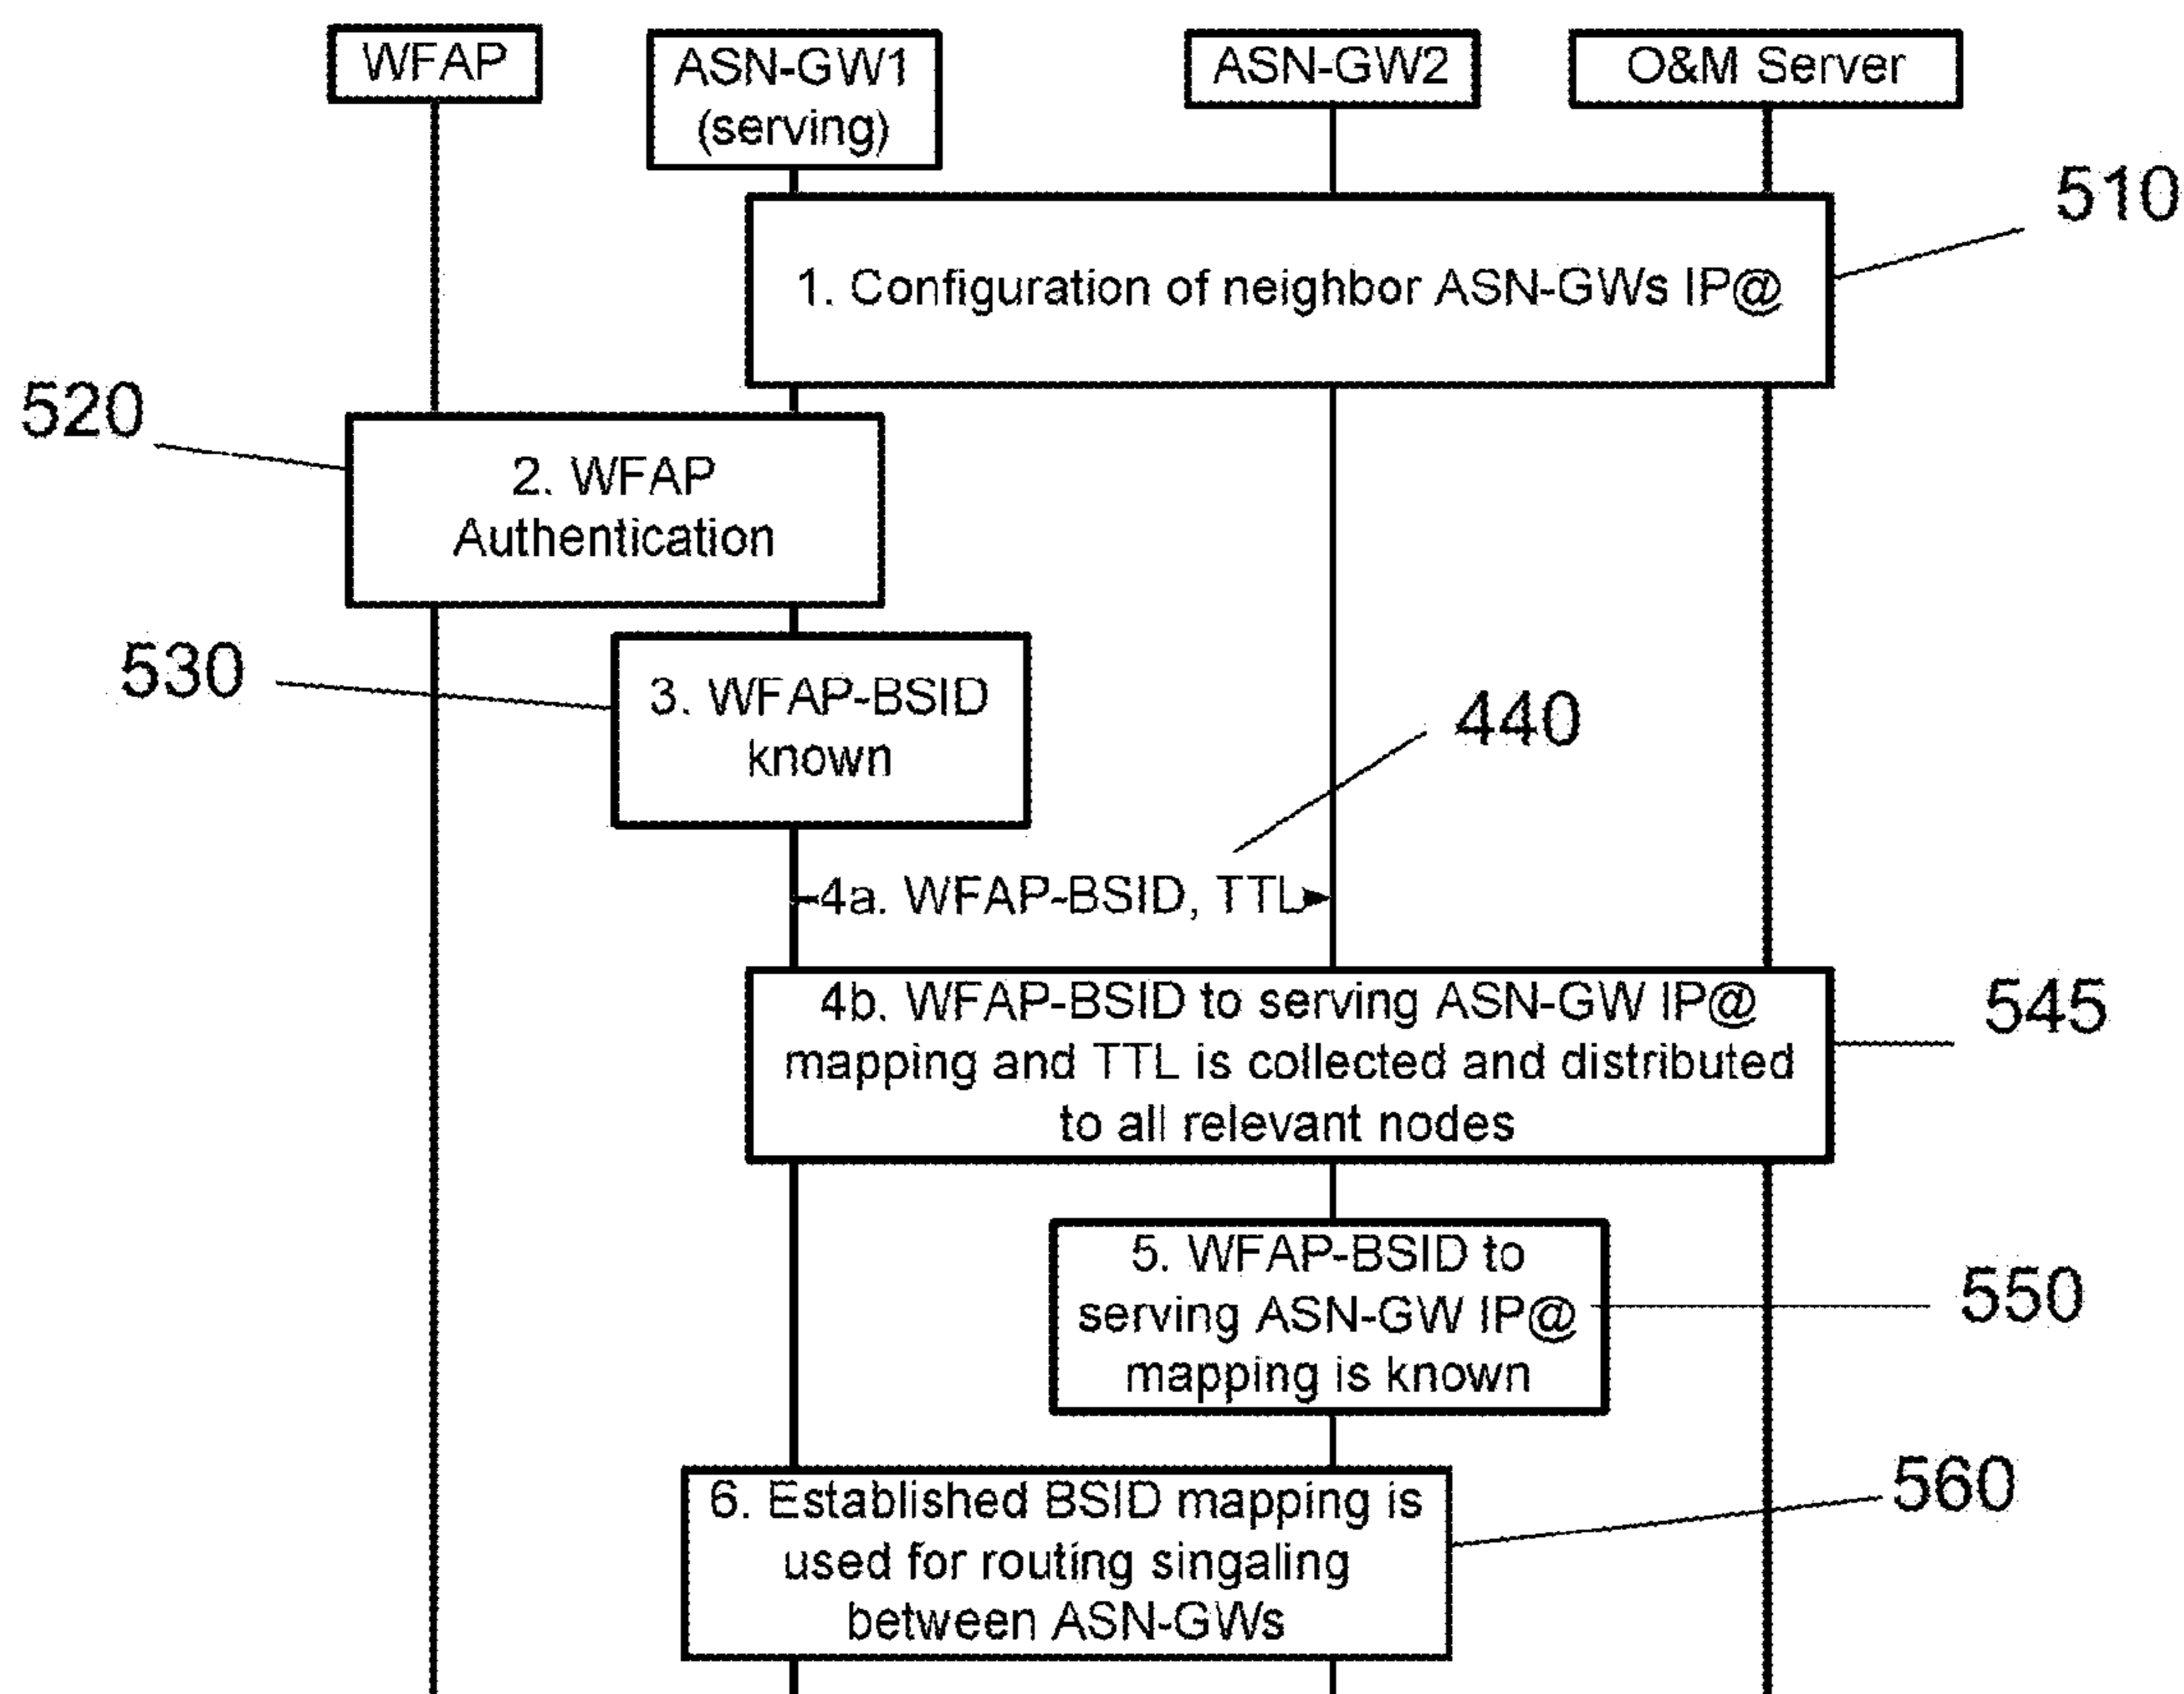 WFAP
ASN-GW1
(serving)
ASN-GW2
O&M Server
510
1. Configuration of neighbor ASN-GWs IP@
520
2. WFAP
Authentication
530
3. WFAP-BSID
known
440
4a. WFAP-BSID, TTL
4b. WFAP-BSID to serving ASN-GW IP@
mapping and TTL is collected and distributed
to all relevant nodes
545
5. WFAP-BSID to
serving ASN-GW IP@
mapping is known
550
6. Established BSID mapping is
used for routing singaling
between ASN-GWs
560